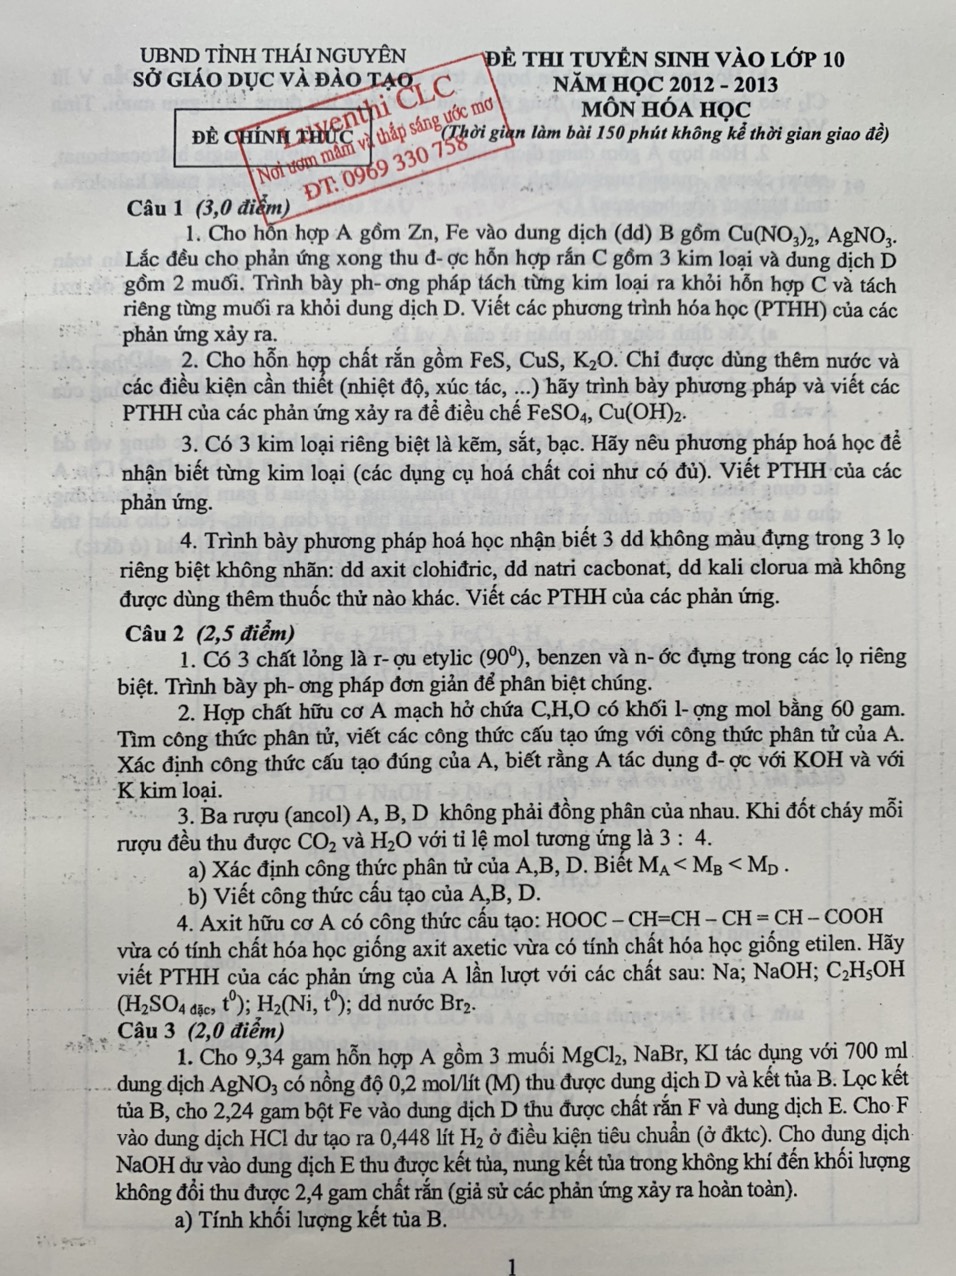 UBND TỈNH THÁI NGUYÊN
SỞ GIÁO DỤC VÀ ĐÀO TẠO
ĐỀ CHÍNH THỨC
ĐỀ THI TUYỂN SINH VÀO LỚP 10
NĂM HỌC 2012 - 2013
MÔN HÓA HỌC
(Thời gian làm bài 150 phút không kể thời gian giao đề)
Luyenthi CLC
Nơi ươm mầm và thắp sáng ước mơ
ĐT: 0969 330 758
Câu 1 (3,0 điểm)
1. Cho hỗn hợp A gồm Zn, Fe vào dung dịch (dd) B gồm Cu(NO₃)₂, AgNO₃.
Lắc đều cho phản ứng xong thu đ- ợc hỗn hợp rắn C gồm 3 kim loại và dung dịch D
gồm 2 muối. Trình bày ph- ơng pháp tách từng kim loại ra khỏi hỗn hợp C và tách
riêng từng muối ra khỏi dung dịch D. Viết các phương trình hóa học (PTHH) của các
phản ứng xảy ra.
2. Cho hỗn hợp chất rắn gồm FeS, CuS, K₂O. Chỉ được dùng thêm nước và
các điều kiện cần thiết (nhiệt độ, xúc tác, ...) hãy trình bày phương pháp và viết các
PTHH của các phản ứng xảy ra để điều chế FeSO₄, Cu(OH)₂.
3. Có 3 kim loại riêng biệt là kẽm, sắt, bạc. Hãy nêu phương pháp hoá học để
nhận biết từng kim loại (các dụng cụ hoá chất coi như có đủ). Viết PTHH của các
phản ứng.
4. Trình bày phương pháp hoá học nhận biết 3 dd không màu đựng trong 3 lọ
riêng biệt không nhãn: dd axit clohiđric, dd natri cacbonat, dd kali clorua mà không
được dùng thêm thuốc thử nào khác. Viết các PTHH của các phản ứng.
Câu 2 (2,5 điểm)
1. Có 3 chất lỏng là r- ợu etylic (90⁰), benzen và n- ớc đựng trong các lọ riêng
biệt. Trình bày ph- ơng pháp đơn giản để phân biệt chúng.
2. Hợp chất hữu cơ A mạch hở chứa C,H,O có khối l- ợng mol bằng 60 gam.
Tìm công thức phân tử, viết các công thức cấu tạo ứng với công thức phân tử của A.
Xác định công thức cấu tạo đúng của A, biết rằng A tác dụng đ- ợc với KOH và với
K kim loại.
3. Ba rượu (ancol) A, B, D không phải đồng phân của nhau. Khi đốt cháy mỗi
rượu đều thu được CO₂ và H₂O với tỉ lệ mol tương ứng là 3 : 4.
a) Xác định công thức phân tử của A,B, D. Biết M_A < M_B < M_D .
b) Viết công thức cấu tạo của A,B, D.
4. Axit hữu cơ A có công thức cấu tạo: HOOC – CH=CH – CH = CH – COOH
vừa có tính chất hóa học giống axit axetic vừa có tính chất hóa học giống etilen. Hãy
viết PTHH của các phản ứng của A lần lượt với các chất sau: Na; NaOH; C₂H₅OH
(H₂SO₄ đặc, t⁰); H₂(Ni, t⁰); dd nước Br₂.
Câu 3 (2,0 điểm)
1. Cho 9,34 gam hỗn hợp A gồm 3 muối MgCl₂, NaBr, KI tác dụng với 700 ml
dung dịch AgNO₃ có nồng độ 0,2 mol/lít (M) thu được dung dịch D và kết tủa B. Lọc kết
tủa B, cho 2,24 gam bột Fe vào dung dịch D thu được chất rắn F và dung dịch E. Cho F
vào dung dịch HCl dư tạo ra 0,448 lít H₂ ở điều kiện tiêu chuẩn (ở đktc). Cho dung dịch
NaOH dư vào dung dịch E thu được kết tủa, nung kết tủa trong không khí đến khối lượng
không đổi thu được 2,4 gam chất rắn (giả sử các phản ứng xảy ra hoàn toàn).
a) Tính khối lượng kết tủa B.
1